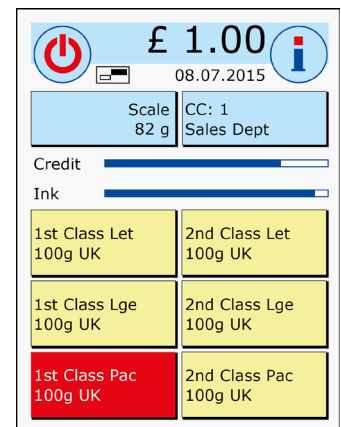 £ 1.00
08.07.2015
Scale
82 g
CC: 1
Sales Dept
Credit
Ink
1st Class Let
100g UK
2nd Class Let
100g UK
1st Class Lge
100g UK
2nd Class Lge
100g UK
1st Class Pac
100g UK
2nd Class Pac
100g UK